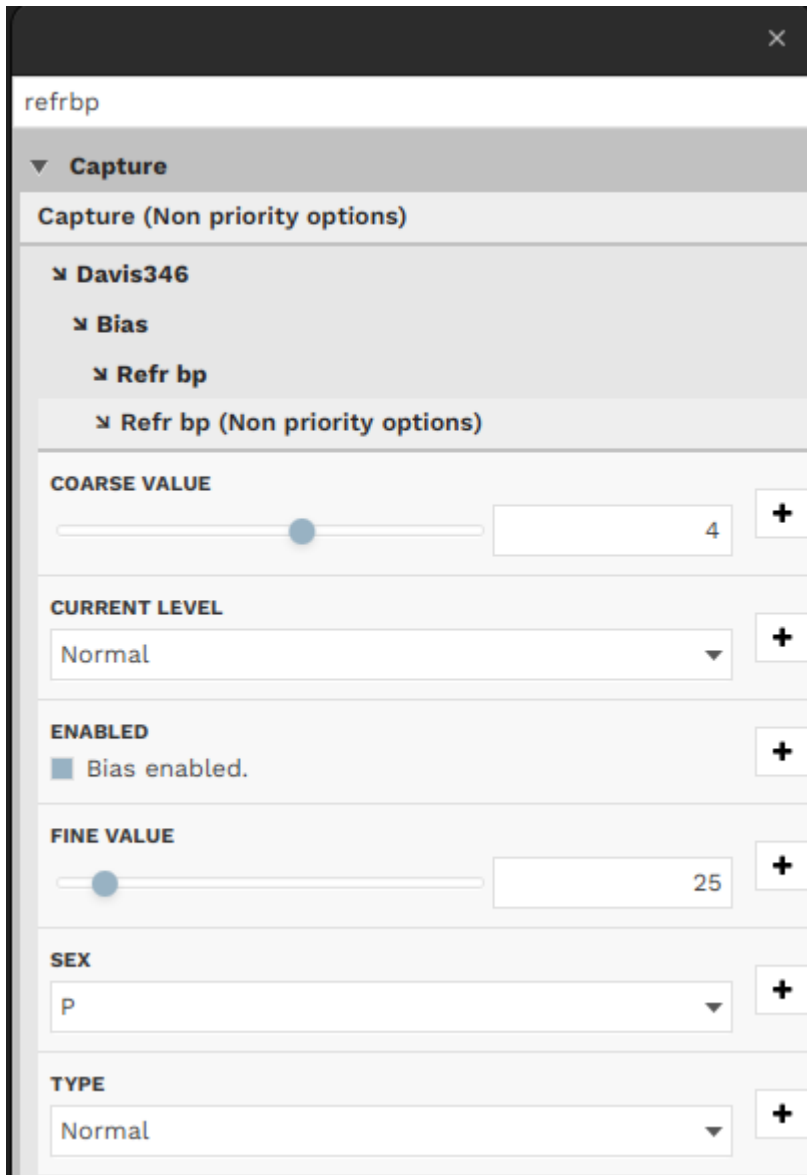 refrbp
Capture
Capture (Non priority options)
Davis346
Bias
Refr bp
Refr bp (Non priority options)
COARSE VALUE
4
CURRENT LEVEL
Normal
ENABLED
Bias enabled.
FINE VALUE
25
SEX
P
TYPE
Normal